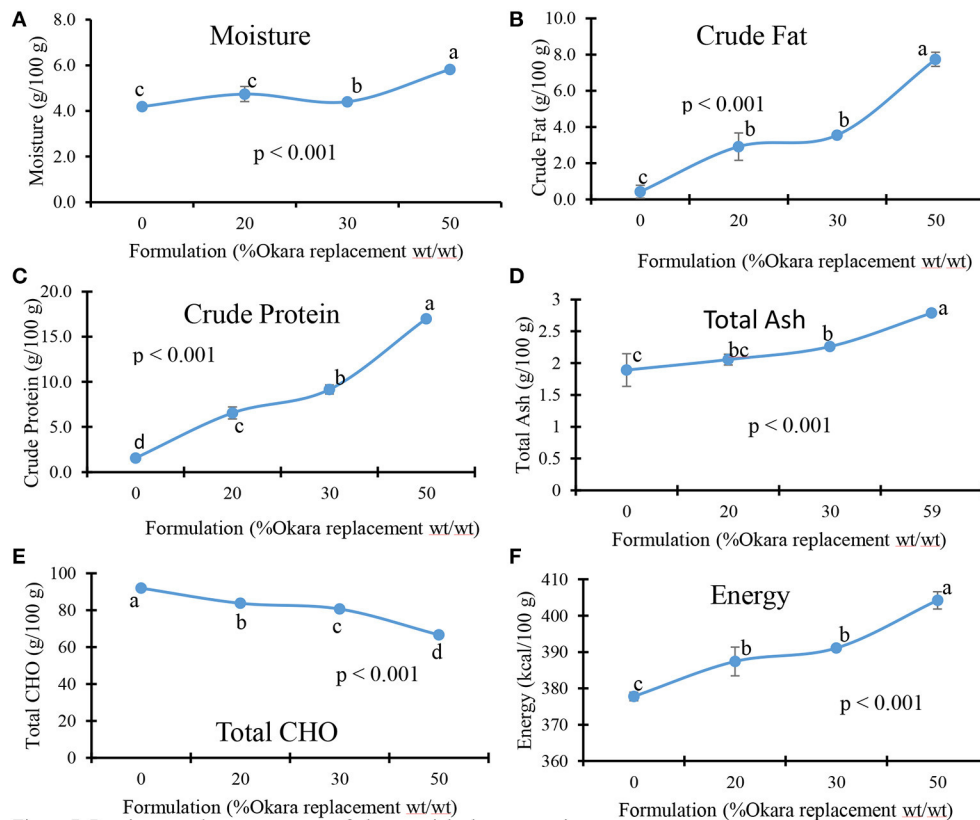 A
Moisture
Moisture (g/100 g)
8.0
6.0
4.0
2.0
0.0
c
c
b
a
p < 0.001
0 20 30 50
Formulation (%Okara replacement wt/wt)
B
Crude Fat
Crude Fat (g/100 g)
10.0
8.0
6.0
4.0
2.0
0.0
c
b
b
a
p < 0.001
0 20 30 50
Formulation (%Okara replacement wt/wt)
C
Crude Protein
Crude Protein (g/100 g)
20.0
15.0
10.0
5.0
0.0
d
c
b
a
p < 0.001
0 20 30 50
Formulation (%Okara replacement wt/wt)
D
Total Ash
Total Ash (g/100 g)
3
2.5
2
1.5
1
0.5
0
c
bc
b
a
p < 0.001
0 20 30 59
Formulation (%Okara replacement wt/wt)
E
Total CHO
Total CHO (g/100 g)
100
80
60
40
20
0
a
b
c
d
p < 0.001
0 20 30 50
Formulation (%Okara replacement wt/wt)
F
Energy
Energy (kcal/100 g)
410
400
390
380
370
360
c
b
b
a
p < 0.001
0 20 30 50
Formulation (%Okara replacement wt/wt)